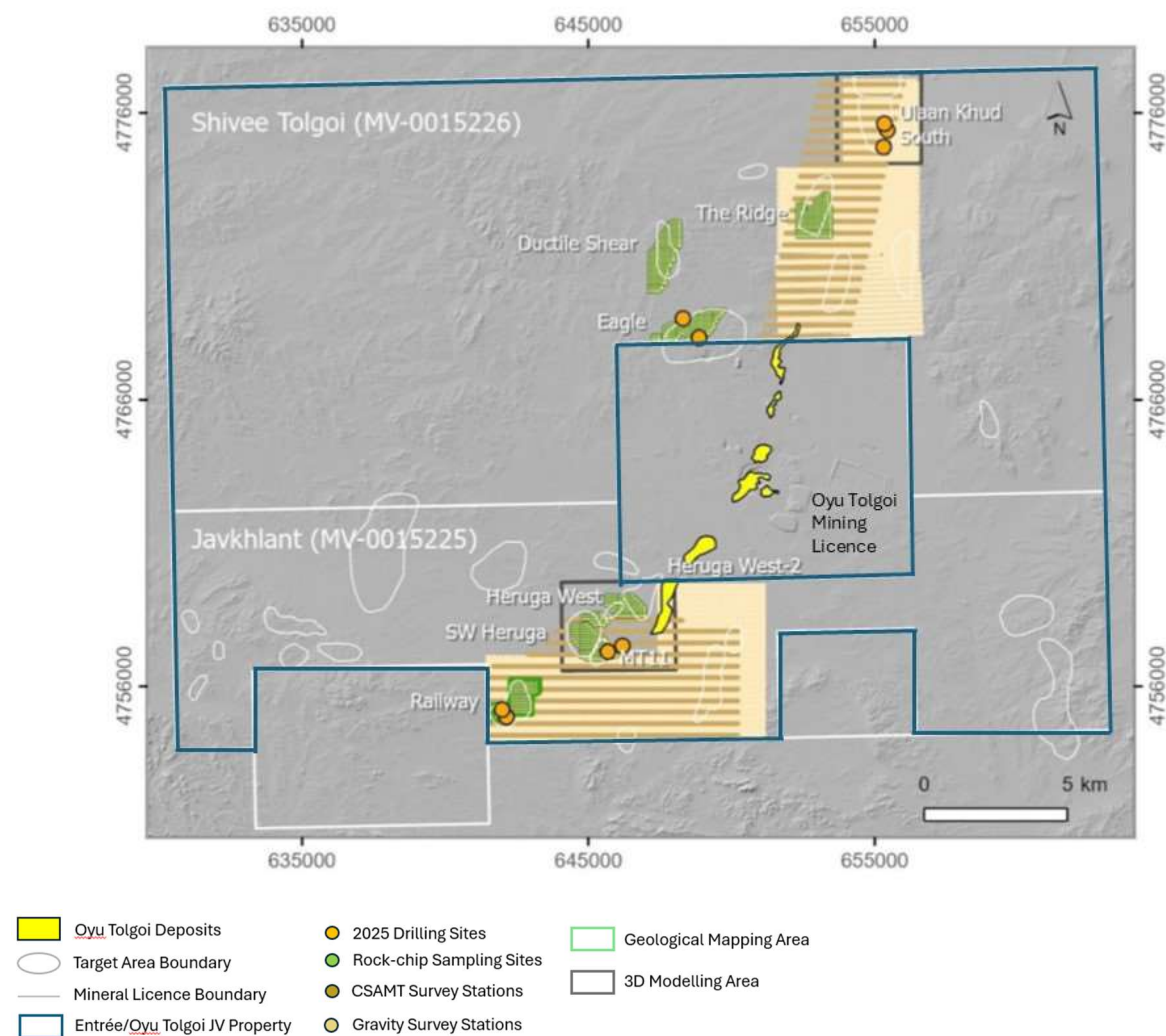 635000 645000 655000
4776000
4776000
Shivee Tolgoi (MV-0015226)
Ulaan Khud
South
N
The Ridge
Ductile Shear
Eagle
4766000
4766000
Oyu Tolgoi
Mining
Licence
Javkhlant (MV-0015225)
Heruga West-2
Heruga West
SW Heruga
MT11
4756000
4756000
Railway
0 5 km
635000 645000 655000
Oyu Tolgoi Deposits
Target Area Boundary
Mineral Licence Boundary
Entrée/Oyu Tolgoi JV Property
2025 Drilling Sites
Rock-chip Sampling Sites
CSAMT Survey Stations
Gravity Survey Stations
Geological Mapping Area
3D Modelling Area